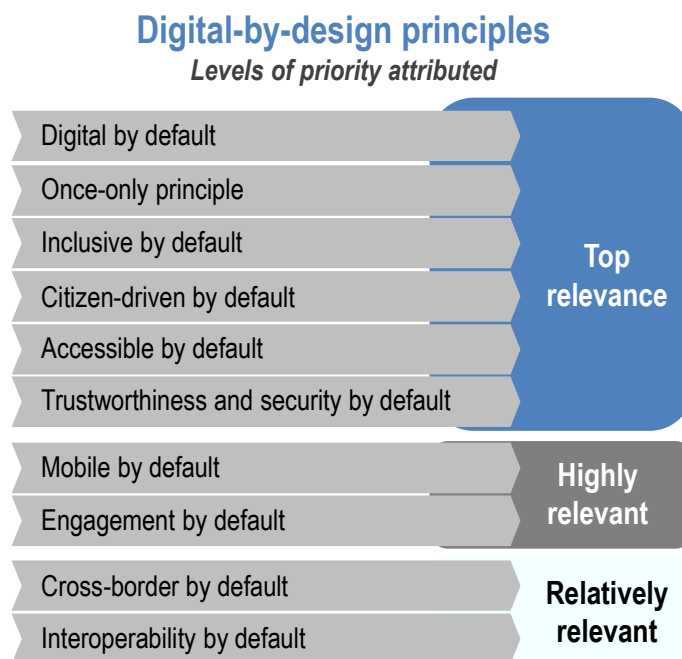 Digital-by-design principles
Levels of priority attributed
Digital by default
Once-only principle
Inclusive by default
Citizen-driven by default
Accessible by default
Trustworthiness and security by default
Top
relevance
Mobile by default
Engagement by default
Highly
relevant
Cross-border by default
Interoperability by default
Relatively
relevant